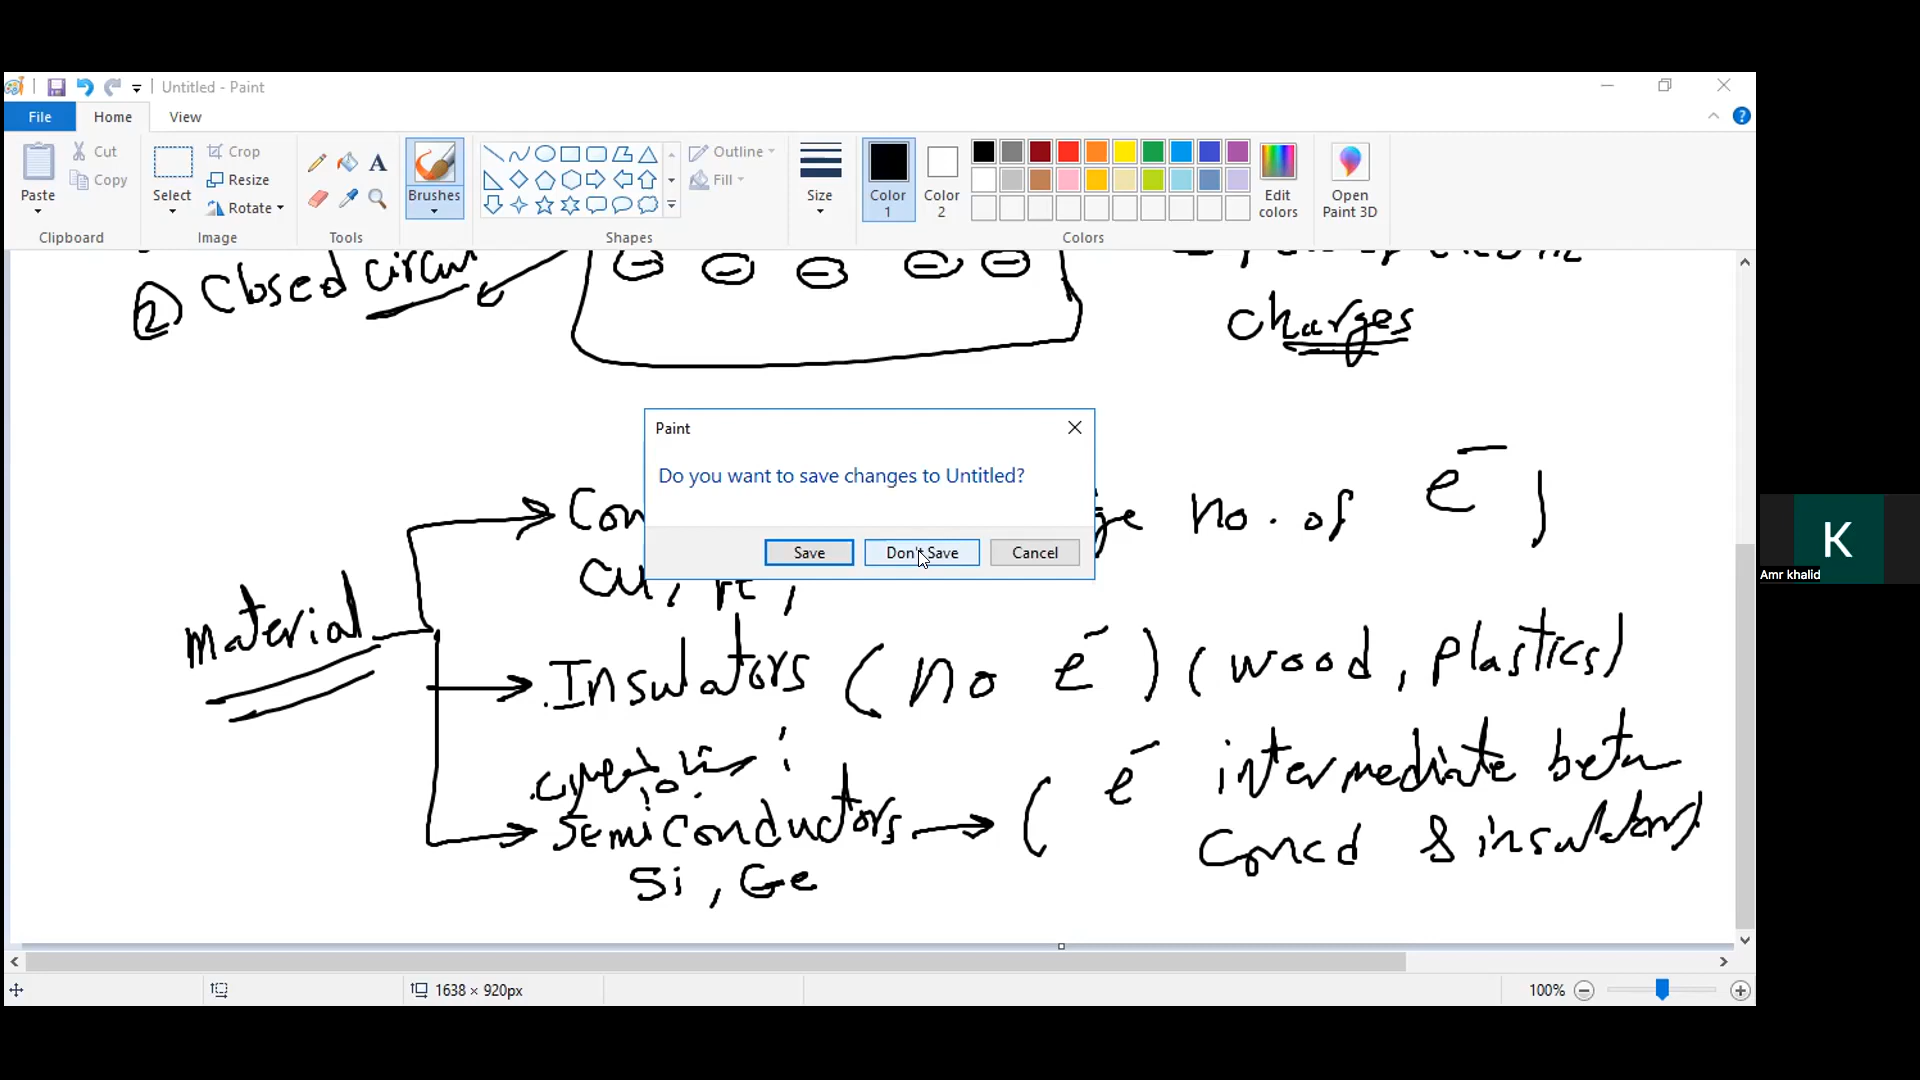 Untitled - Paint
File Home View
Paste
Cut
Copy
Clipboard
Select
Crop
Resize
Rotate
Image
Tools
Brushes
Shapes
Outline
Fill
Size
Color 1
Color 2
Edit colors
Colors
Open Paint 3D
② Closed
charges
Paint
Do you want to save changes to Untitled?
Save Don't Save Cancel
no. of e⁻)
Cu,
material
Insulators (no e⁻) (wood, plastics)
(e⁻ intermediate betn
Semiconductors
Concd & insulators
Si, Ge
K
Amr khalid
1638 × 920px
100%